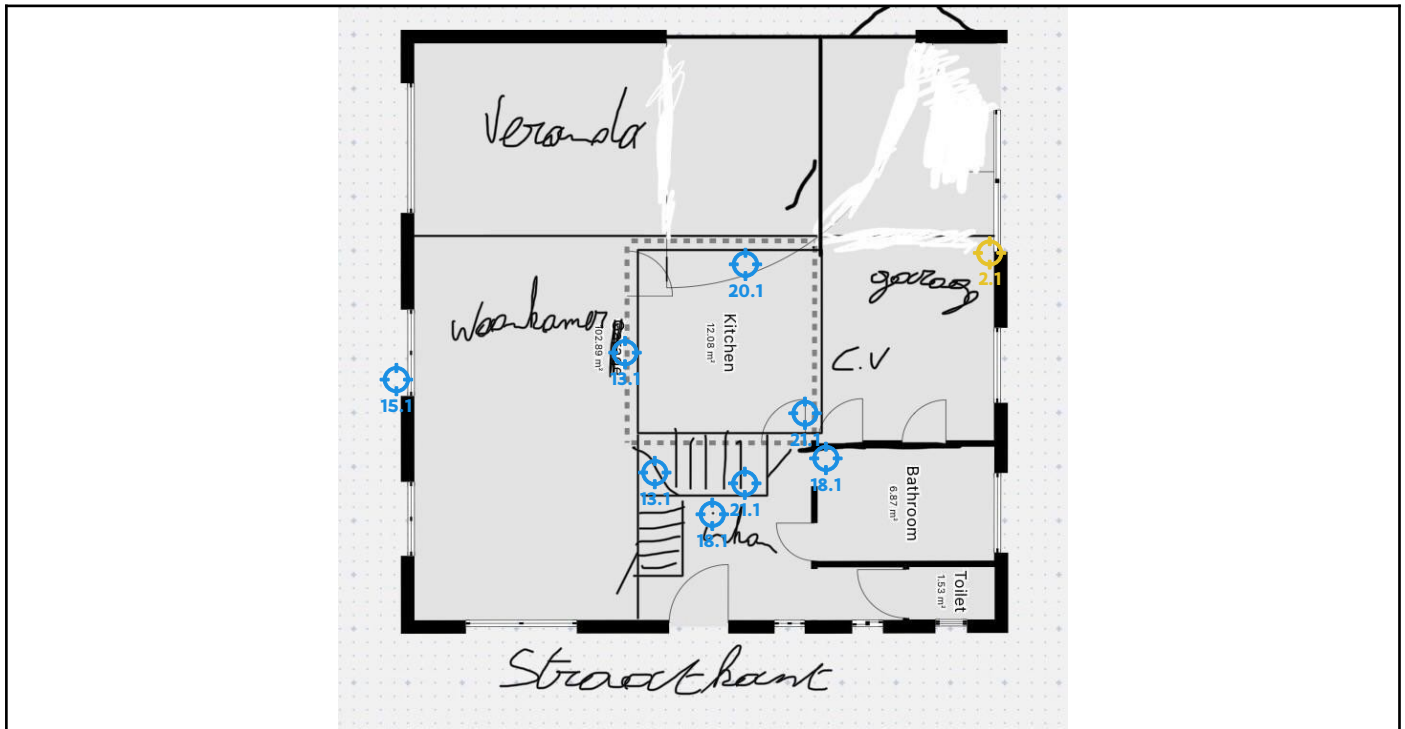 Veranda
2.1
20.1
garage
Woonkamer
102.89 m²
Kitchen
12.08 m²
13.1
C.V
15.1
21.1
13.1
21.1
18.1
18.1
Bathroom
6.87 m²
Toilet
1.53 m²
Straatkant